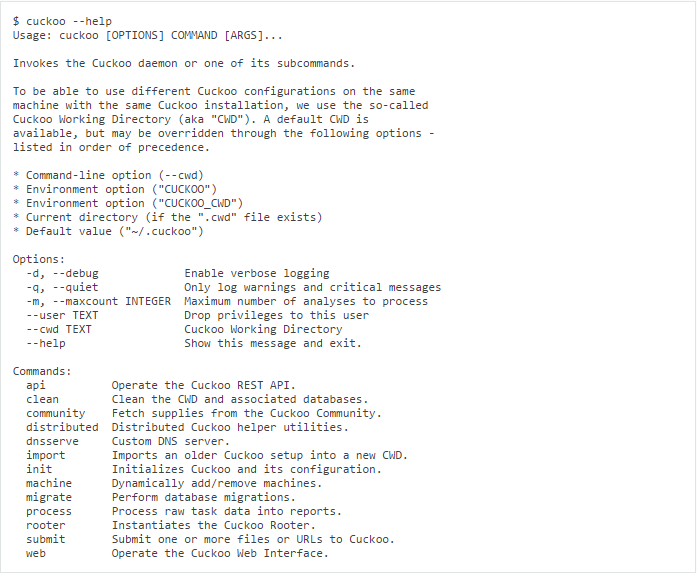 $ cuckoo --help
Usage: cuckoo [OPTIONS] COMMAND [ARGS]...
Invokes the Cuckoo daemon or one of its subcommands.
To be able to use different Cuckoo configurations on the same
machine with the same Cuckoo installation, we use the so-called
Cuckoo Working Directory (aka "CWD"). A default CWD is
available, but may be overridden through the following options -
listed in order of precedence.
* Command-line option (--cwd)
* Environment option ("CUCKOO")
* Environment option ("CUCKOO_CWD")
* Current directory (if the ".cwd" file exists)
* Default value ("~/.cuckoo")
Options:
  -d, --debug             Enable verbose logging
  -q, --quiet             Only log warnings and critical messages
  -m, --maxcount INTEGER  Maximum number of analyses to process
  --user TEXT             Drop privileges to this user
  --cwd TEXT              Cuckoo Working Directory
  --help                  Show this message and exit.
Commands:
  api          Operate the Cuckoo REST API.
  clean        Clean the CWD and associated databases.
  community    Fetch supplies from the Cuckoo Community.
  distributed  Distributed Cuckoo helper utilities.
  dnsserve     Custom DNS server.
  import       Imports an older Cuckoo setup into a new CWD.
  init         Initializes Cuckoo and its configuration.
  machine      Dynamically add/remove machines.
  migrate      Perform database migrations.
  process      Process raw task data into reports.
  rooter       Instantiates the Cuckoo Rooter.
  submit       Submit one or more files or URLs to Cuckoo.
  web          Operate the Cuckoo Web Interface.